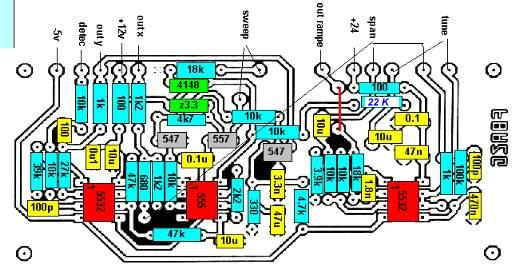 -5v
detec
out y
+12v
out x
sweep
out rampe
+24
span
tune
18k
4148
z3.3
4k7
10k
1k
100
1k2
10k
10k
547
557
547
0.1u
100
39k
10k
27k
0u1
10u
100p
5532
47k
680
1k2
10k
555
2k2
330
3.3n
47u
47k
10u
100
22 K
0.1
10u
10u
47n
3.9k
10k
10k
18k
1.8n
4.7k
5532
1k
100k
100p
470n